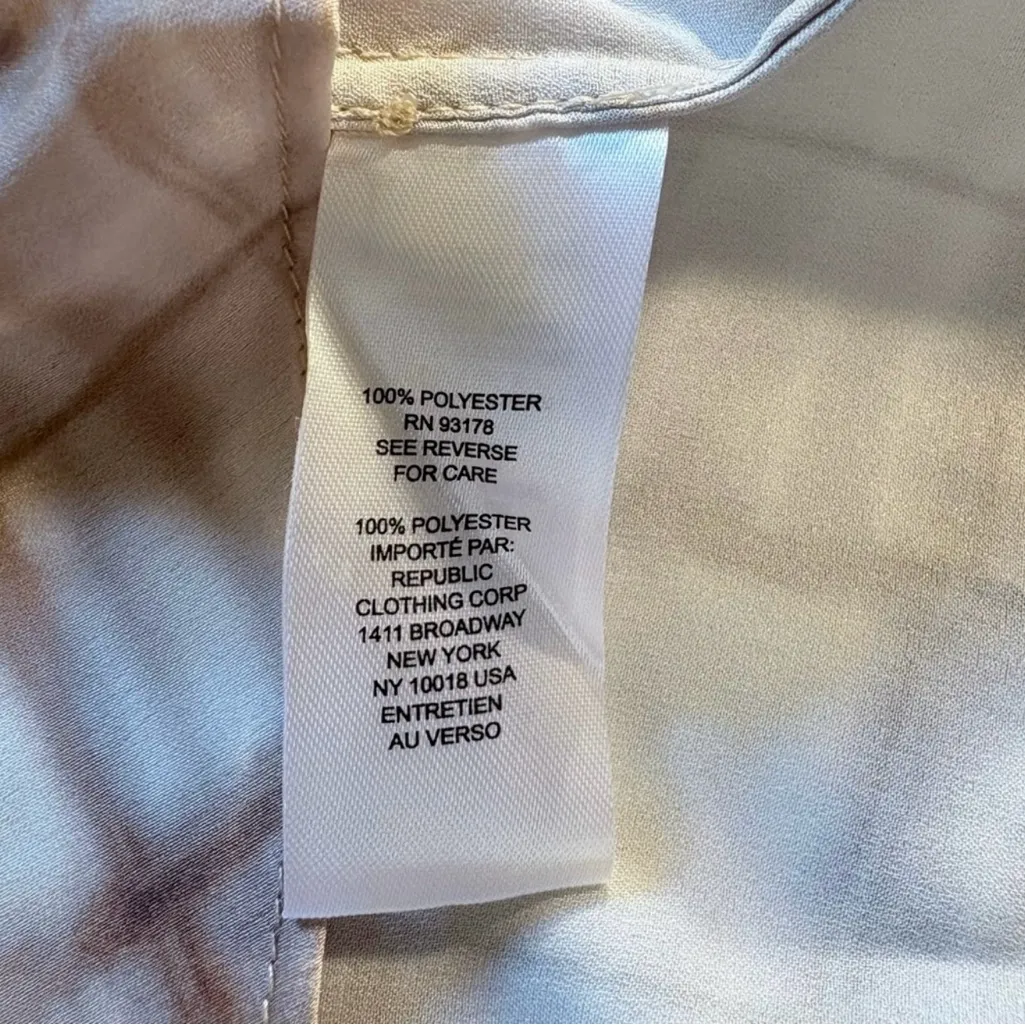 100% POLYESTER
RN 93178
SEE REVERSE
FOR CARE
100% POLYESTER
IMPORTÉ PAR:
REPUBLIC
CLOTHING CORP
1411 BROADWAY
NEW YORK
NY 10018 USA
ENTRETIEN
AU VERSO